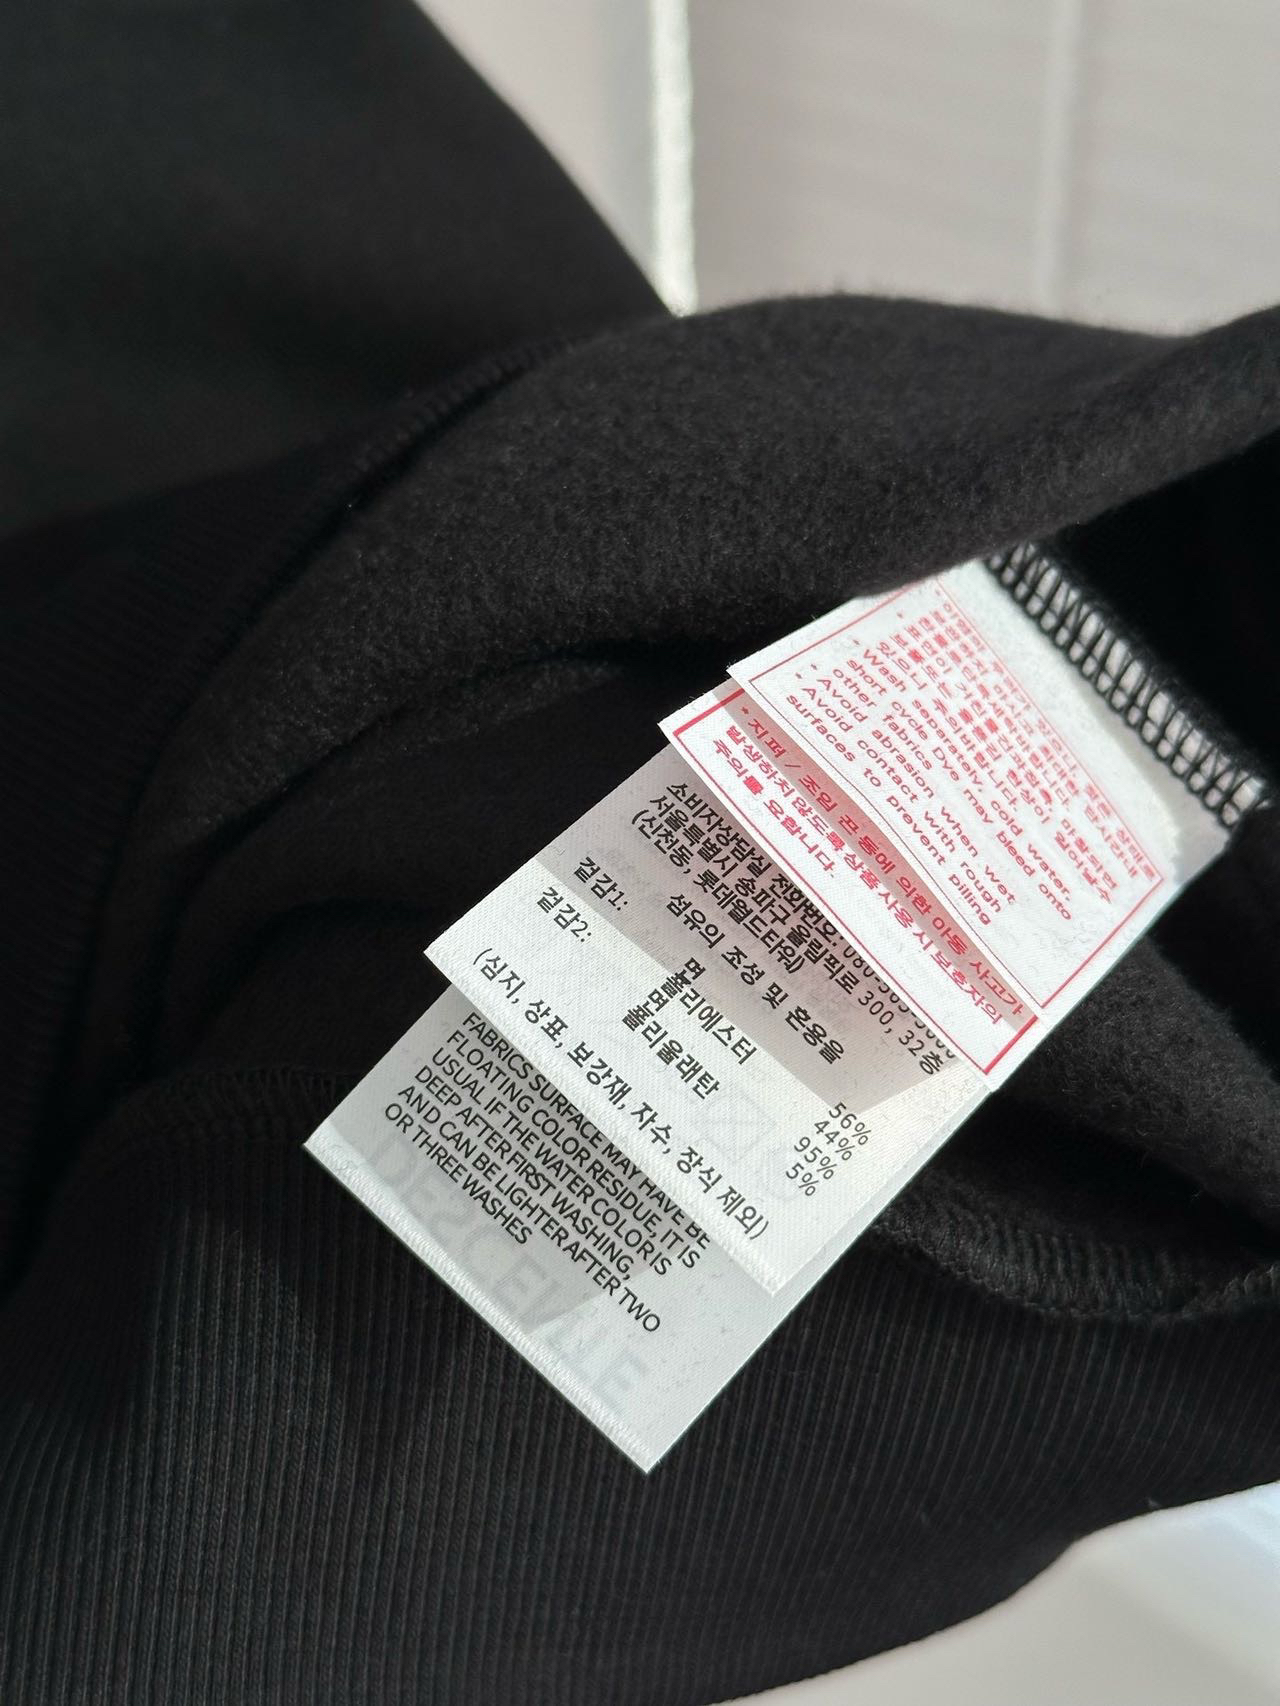 * Wash separately, cold water.
short cycle Dye may bleed onto
other fabrics
* Avoid abrasion when wet
* Avoid contact with rough
surfaces to prevent pilling
* 지퍼 / 조임 끈 등에 의한 아동 사고가
발생하지 않도록 상품 사용 시 보호자의
주의를 요합니다.
소비자상담실 전화번호:
서울특별시 송파구 올림픽로 300, 32층
(신천동, 롯데월드타워)
섬유의 조성 및 혼용율
겉감1: 면 56%
폴리에스터 44%
겉감2: 면 95%
폴리우레탄 5%
(심지, 상표, 보강재, 자수, 장식 제외)
FABRICS SURFACE MAY HAVE BE
FLOATING COLOR RESIDUE, IT IS
USUAL IF THE WATER COLOR IS
DEEP AFTER FIRST WASHING,
AND CAN BE LIGHTER AFTER TWO
OR THREE WASHES